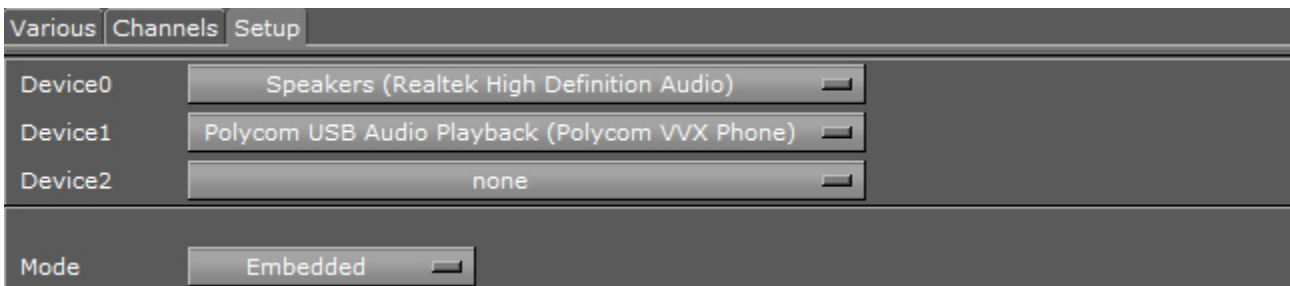 Various Channels Setup
Device0 Speakers (Realtek High Definition Audio)
Device1 Polycom USB Audio Playback (Polycom VVX Phone)
Device2 none
Mode Embedded